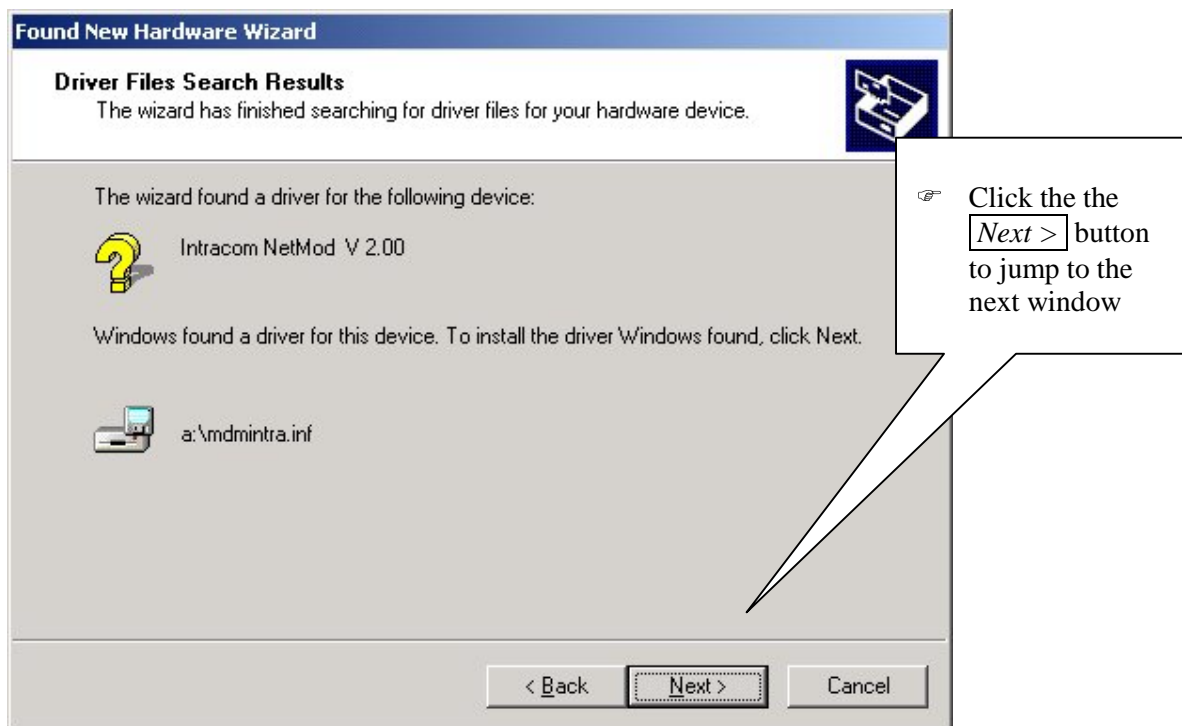 Found New Hardware Wizard
Driver Files Search Results
The wizard has finished searching for driver files for your hardware device.
The wizard found a driver for the following device:
Intracom NetMod V 2.00
Windows found a driver for this device. To install the driver Windows found, click Next.
a:\mdmintra.inf
< Back
Next >
Cancel
☞ Click the the
Next > button
to jump to the
next window